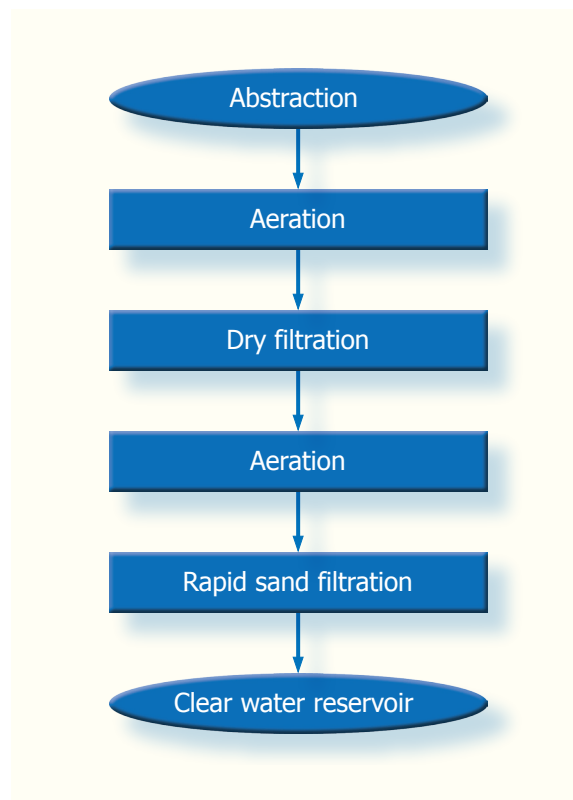 Abstraction
Aeration
Dry filtration
Aeration
Rapid sand filtration
Clear water reservoir